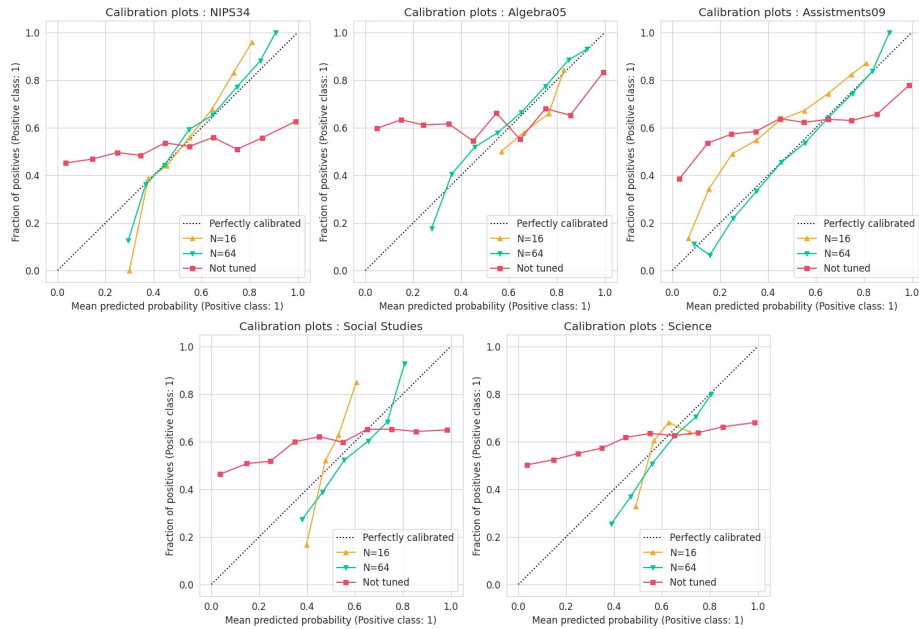 Calibration plots : NIPS34
1.0
0.8
0.6
0.4
0.2
0.0
Fraction of positives (Positive class: 1)
Perfectly calibrated
N=16
N=64
Not tuned
0.0 0.2 0.4 0.6 0.8 1.0
Mean predicted probability (Positive class: 1)
Calibration plots : Algebra05
1.0
0.8
0.6
0.4
0.2
0.0
Fraction of positives (Positive class: 1)
Perfectly calibrated
N=16
N=64
Not tuned
0.0 0.2 0.4 0.6 0.8 1.0
Mean predicted probability (Positive class: 1)
Calibration plots : Assistments09
1.0
0.8
0.6
0.4
0.2
0.0
Fraction of positives (Positive class: 1)
Perfectly calibrated
N=16
N=64
Not tuned
0.0 0.2 0.4 0.6 0.8 1.0
Mean predicted probability (Positive class: 1)
Calibration plots : Social Studies
1.0
0.8
0.6
0.4
0.2
0.0
Fraction of positives (Positive class: 1)
Perfectly calibrated
N=16
N=64
Not tuned
0.0 0.2 0.4 0.6 0.8 1.0
Mean predicted probability (Positive class: 1)
Calibration plots : Science
1.0
0.8
0.6
0.4
0.2
0.0
Fraction of positives (Positive class: 1)
Perfectly calibrated
N=16
N=64
Not tuned
0.0 0.2 0.4 0.6 0.8 1.0
Mean predicted probability (Positive class: 1)